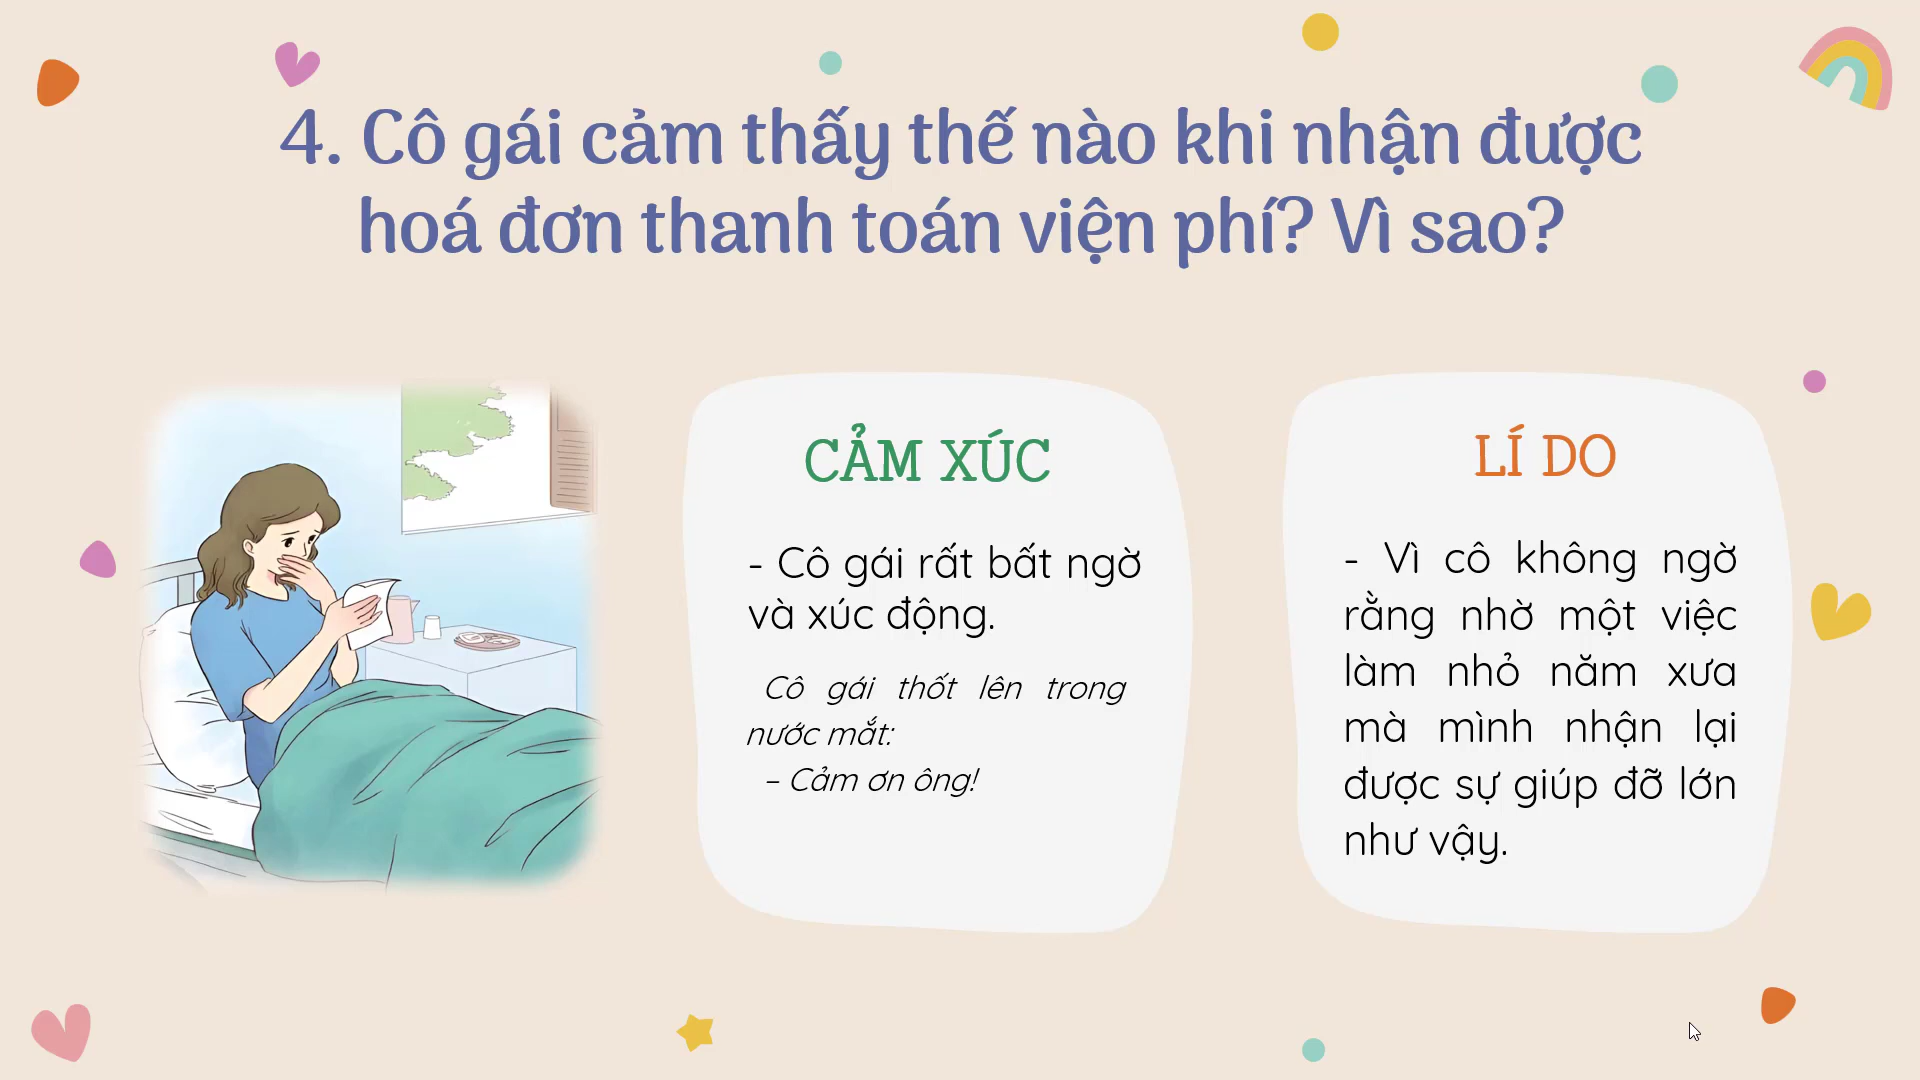 4. Cô gái cảm thấy thế nào khi nhận được
hoá đơn thanh toán viện phí? Vì sao?
CẢM XÚC
- Cô gái rất bất ngờ
và xúc động.
Cô gái thốt lên trong
nước mắt:
– Cảm ơn ông!
LÍ DO
- Vì cô không ngờ
rằng nhờ một việc
làm nhỏ năm xưa
mà mình nhận lại
được sự giúp đỡ lớn
như vậy.